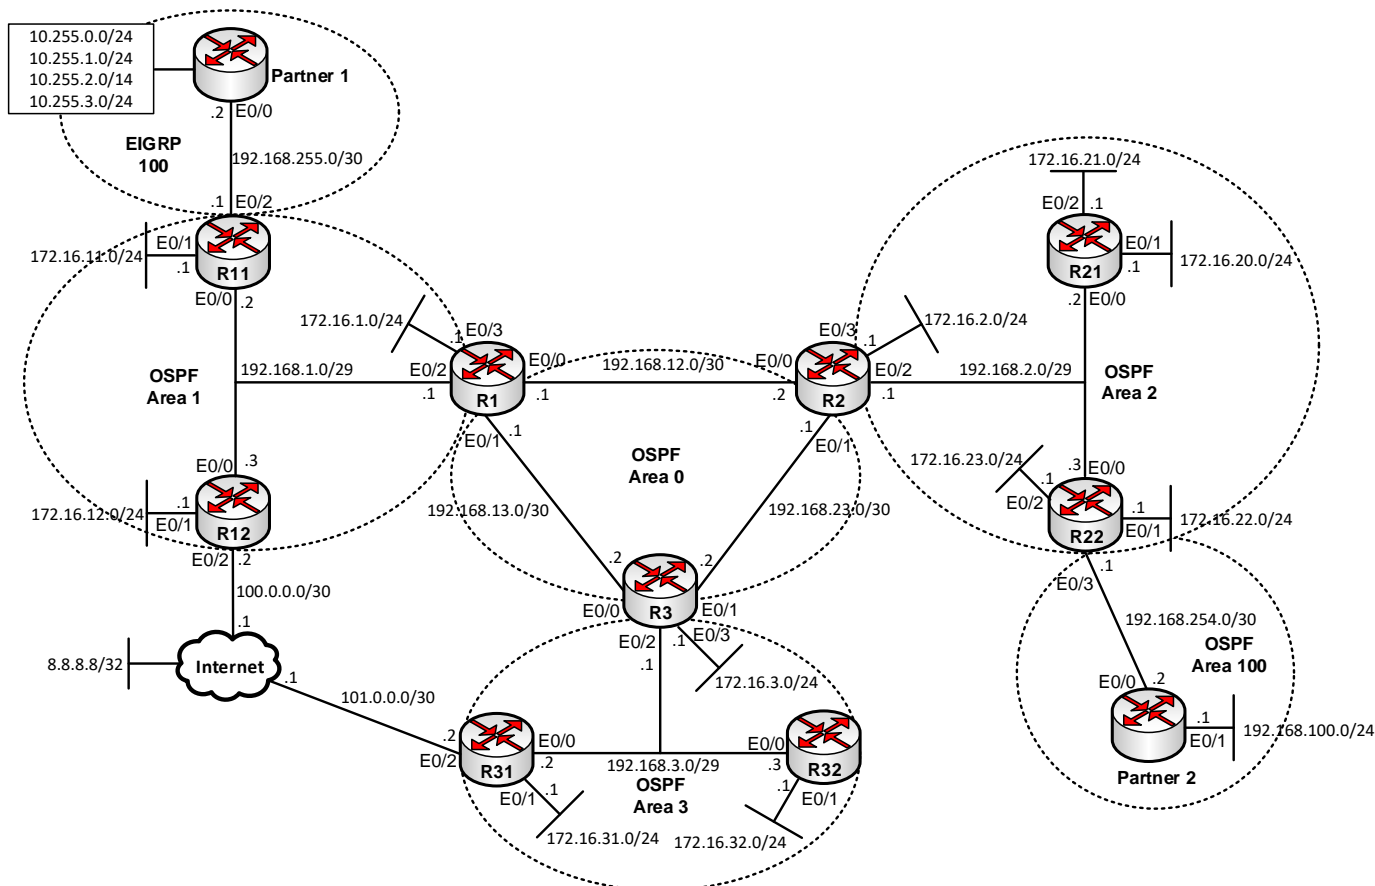 10.255.0.0/24
10.255.1.0/24
10.255.2.0/14
10.255.3.0/24
Partner 1
.2
E0/0
EIGRP
100
192.168.255.0/30
.1
E0/2
172.16.11.0/24
E0/1
.1
R11
E0/0
.2
OSPF
Area 1
192.168.1.0/29
172.16.1.0/24
.1
E0/3
E0/2
.1
R1
E0/0
.1
E0/1
.1
192.168.12.0/30
E0/0
.2
E0/3
.1
172.16.2.0/24
R2
E0/2
.1
.1
E0/1
192.168.2.0/29
172.16.21.0/24
E0/2
.1
R21
E0/1
.1
172.16.20.0/24
.2
E0/0
OSPF
Area 2
OSPF
Area 0
192.168.13.0/30
192.168.23.0/30
E0/0
.3
172.16.12.0/24
.1
E0/1
R12
E0/2
.2
100.0.0.0/30
.1
8.8.8.8/32
Internet
.1
101.0.0.0/30
172.16.23.0/24
.1
E0/2
.3
E0/0
R22
.1
E0/1
172.16.22.0/24
.1
E0/3
192.168.254.0/30
OSPF
Area 100
E0/0
.2
.1
E0/1
192.168.100.0/24
Partner 2
.2
.2
R3
E0/0
E0/1
E0/2
.1
.1
E0/3
172.16.3.0/24
.2
E0/2
R31
E0/0
.2
E0/1
.1
172.16.31.0/24
192.168.3.0/29
OSPF
Area 3
E0/0
.3
R32
.1
E0/1
172.16.32.0/24